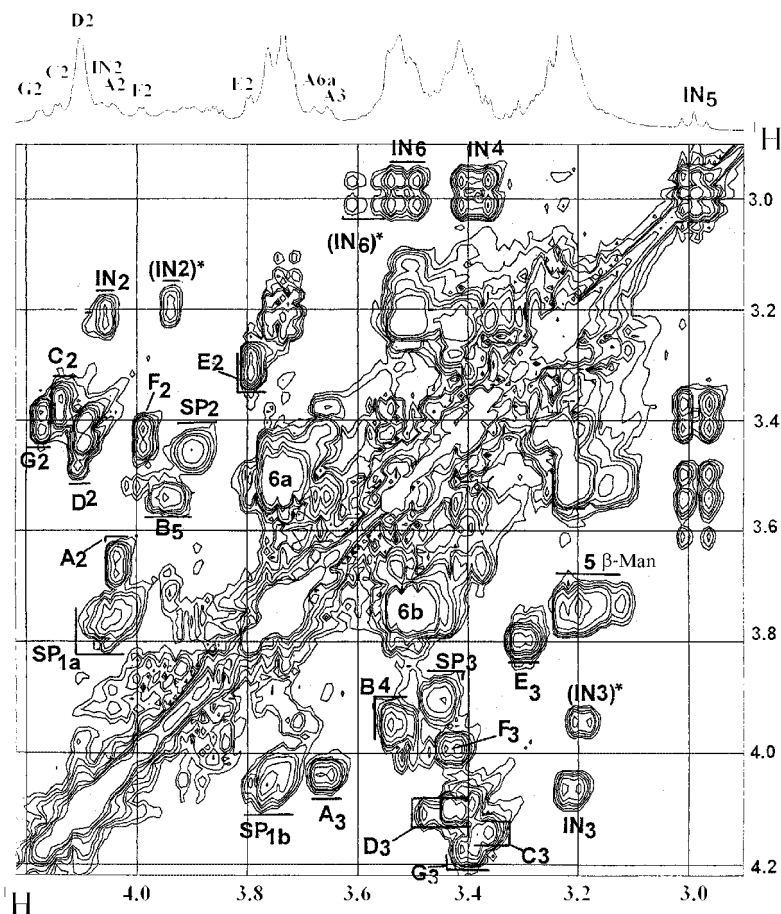 D2
C2
G2
IN2
A2
F2
E2
A6a
A3
IN5
¹H
IN6
IN4
3.0
(IN6)*
IN2
(IN2)*
3.2
E2
C2
F2
SP2
3.4
G2
D2
6a
B5
3.6
A2
5 β-Man
6b
SP1a
3.8
E3
SP3
B4
(IN3)*
F3
4.0
SP1b
A3
IN3
D3
C3
G3
4.2
¹H
4.0
3.8
3.6
3.4
3.2
3.0